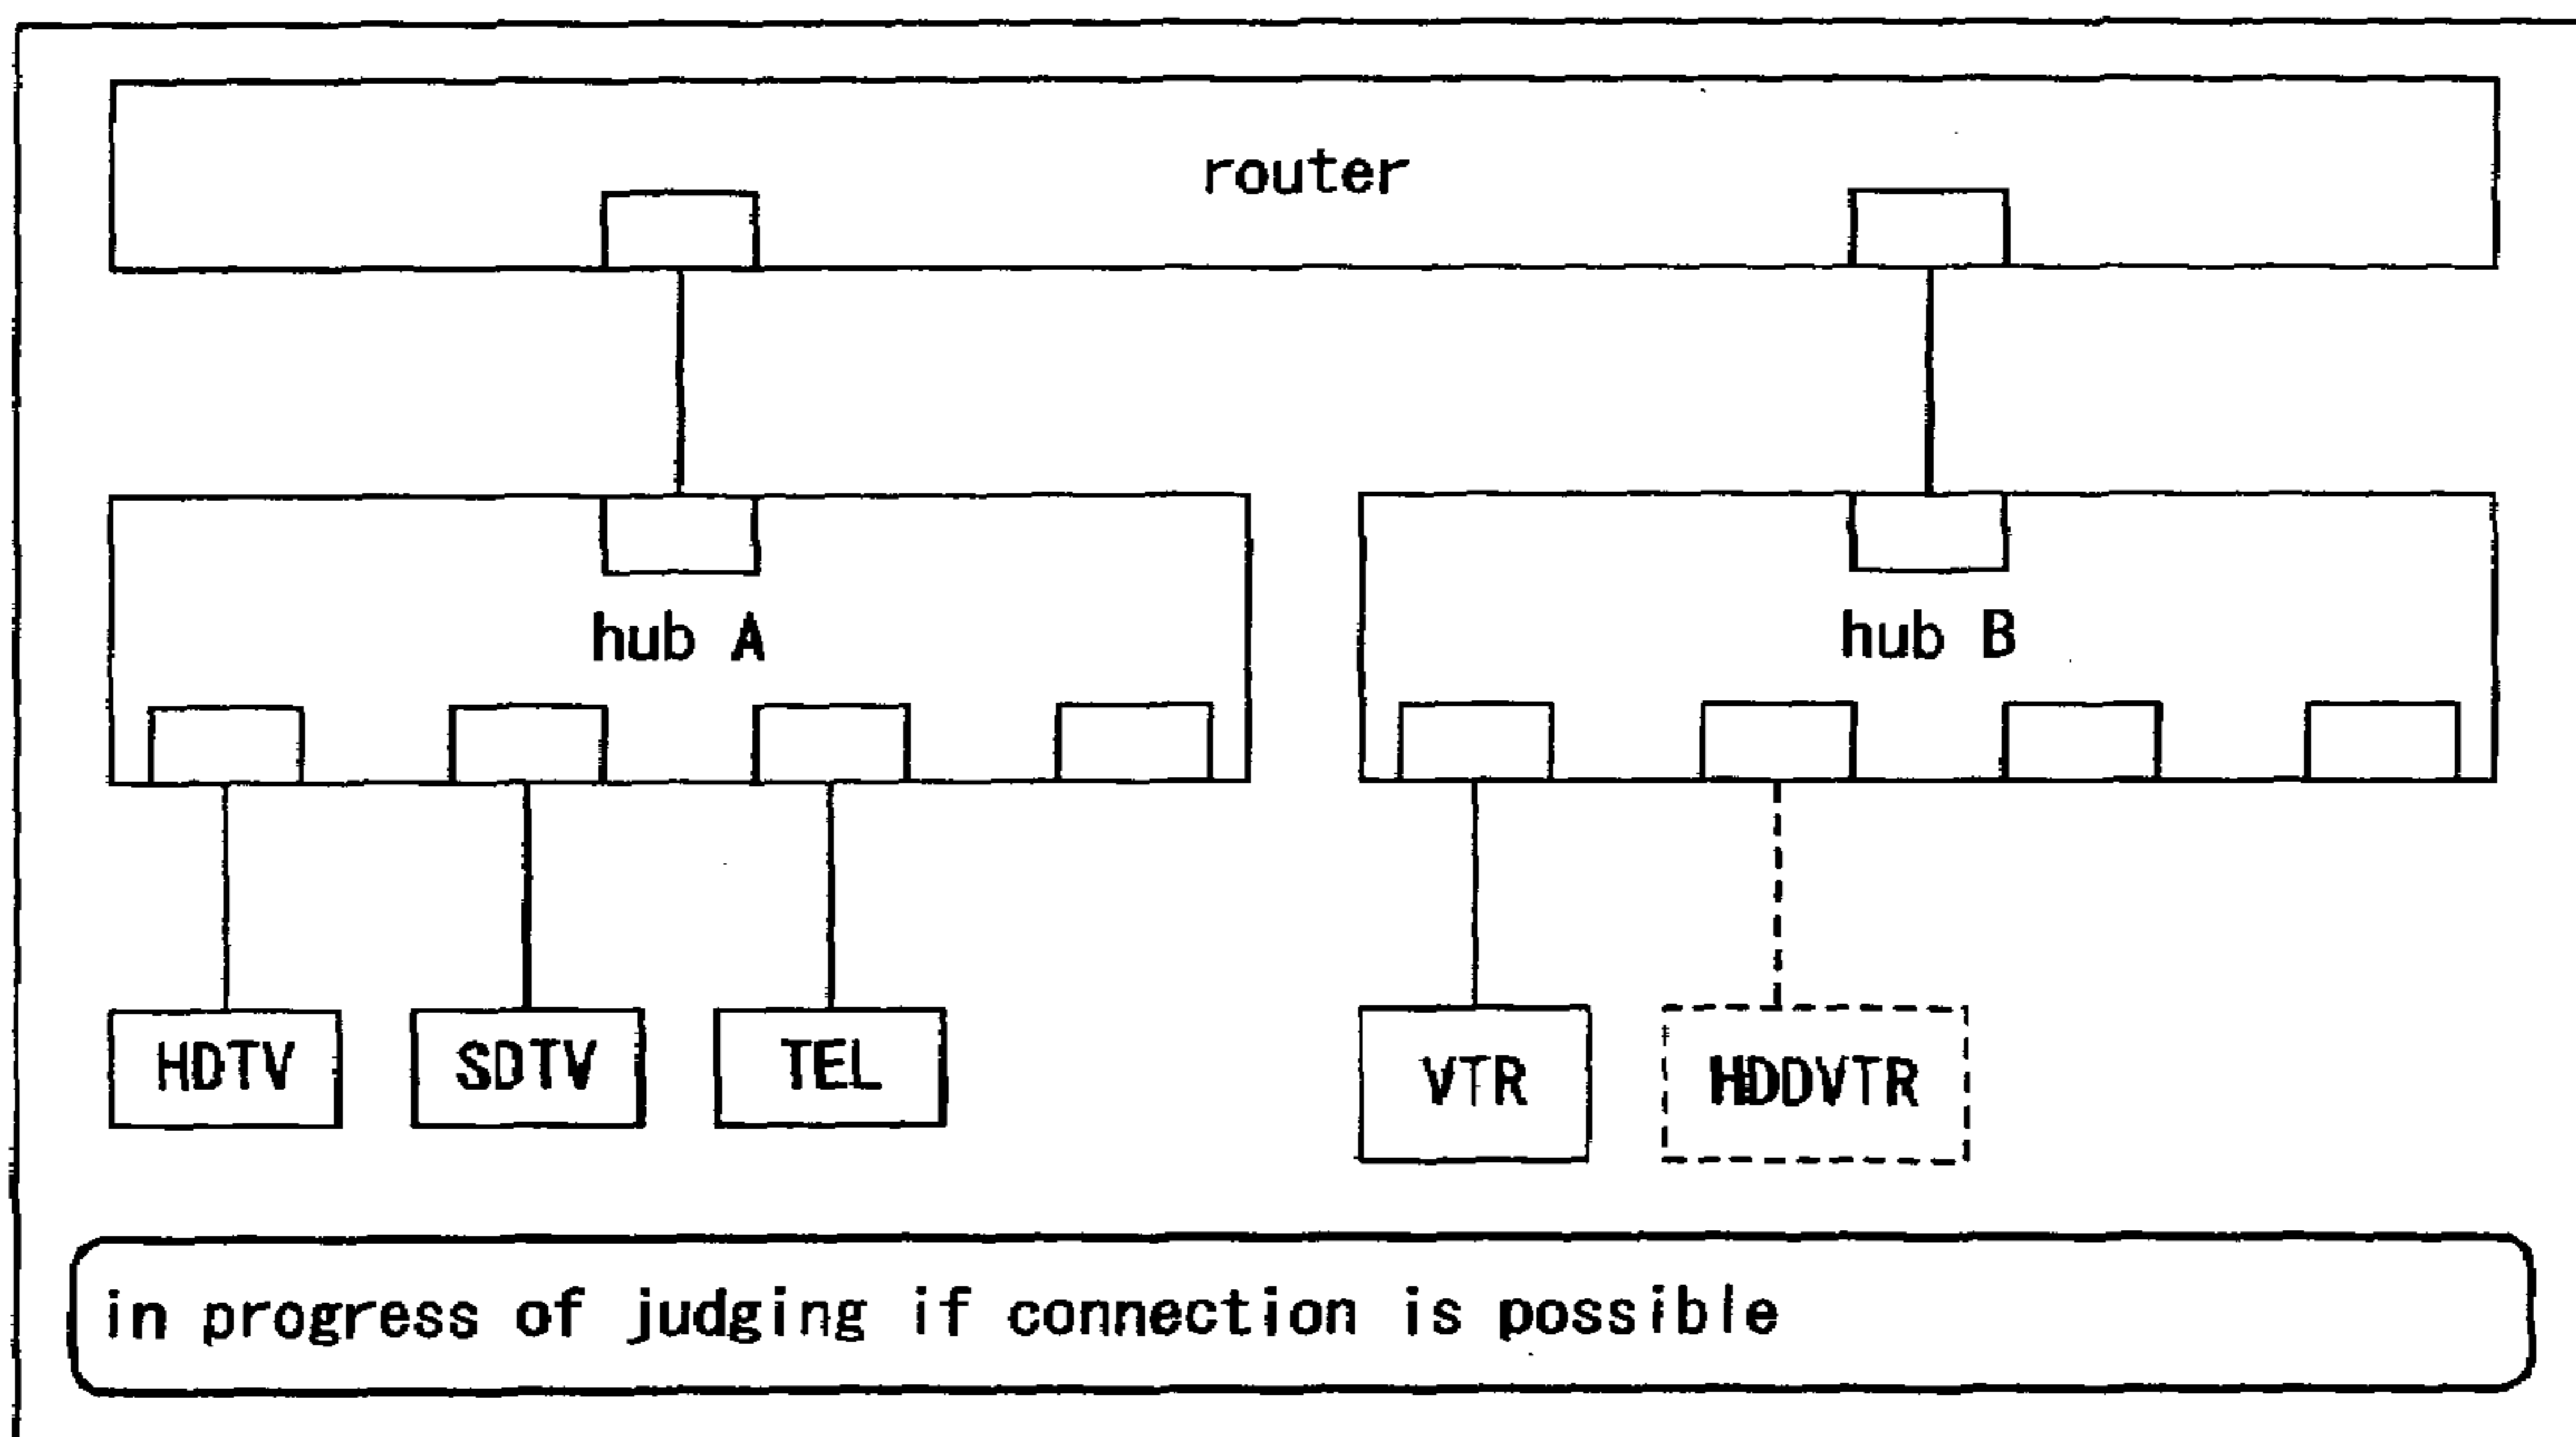 router
hub A
hub B
HDTV
SDTV
TEL
VTR
HDDVTR
in progress of judging if connection is possible